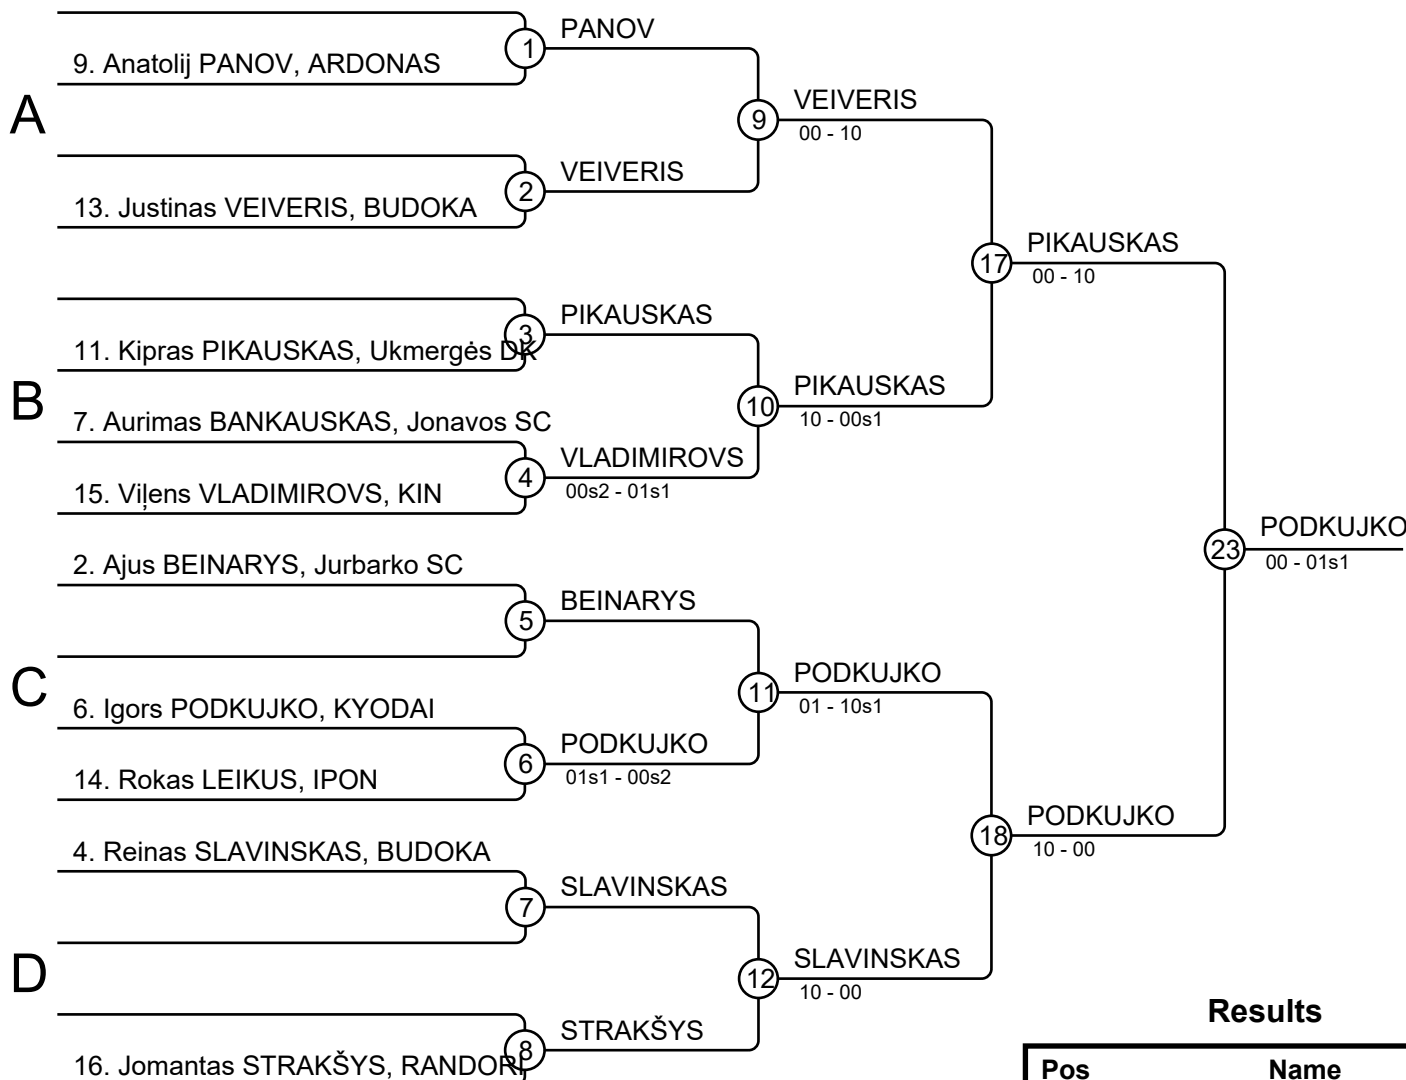 PANOV
1
9. Anatolij PANOV, ARDONAS
A
VEIVERIS
9
00 - 10
VEIVERIS
2
13. Justinas VEIVERIS, BUDOKA
PIKAUSKAS
17
00 - 10
PIKAUSKAS
3
11. Kipras PIKAUSKAS, Ukmergės DK
B
PIKAUSKAS
10
10 - 00s1
7. Aurimas BANKAUSKAS, Jonavos SC
VLADIMIROVS
4
00s2 - 01s1
15. Viļens VLADIMIROVS, KIN
PODKUJKO
23
00 - 01s1
2. Ajus BEINARYS, Jurbarko SC
BEINARYS
5
C
PODKUJKO
11
01 - 10s1
6. Igors PODKUJKO, KYODAI
PODKUJKO
6
01s1 - 00s2
14. Rokas LEIKUS, IPON
PODKUJKO
18
10 - 00
4. Reinas SLAVINSKAS, BUDOKA
SLAVINSKAS
7
D
SLAVINSKAS
12
10 - 00
STRAKŠYS
8
16. Jomantas STRAKŠYS, RANDORI
Results
Pos Name